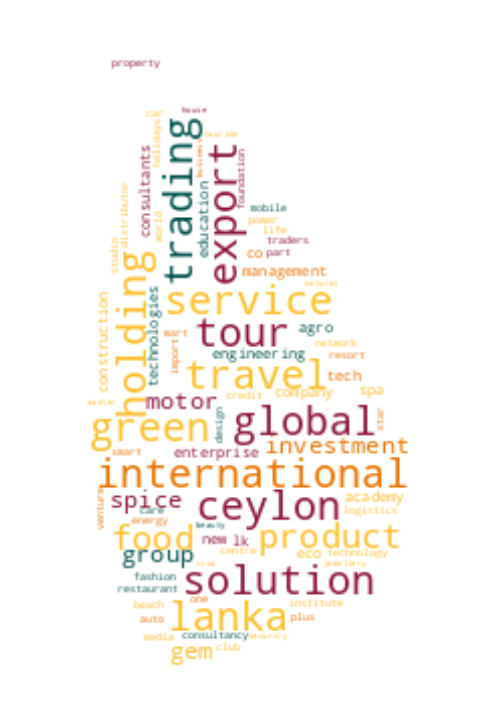 property
house
car
holidays
tourism
trading
export
consultants
business
education
foundation
distributor
world
mobile
power
life
traders
studio
co part
holding
management
natural
technologies
service
construction
tour
agro
mart
import
network
engineering
resort
travel
tech
credit company spa
master
motor
green
design
global
star
smart
enterprise
investment
international
venture
spice
care
ceylon
academy
logistics
energy
beauty
food
new lk
product
group
centre
eco technology
visa
jewellery
fashion
solution
restaurant
one
beach
lanka
institute
auto
plus
media consultancy security
gem club